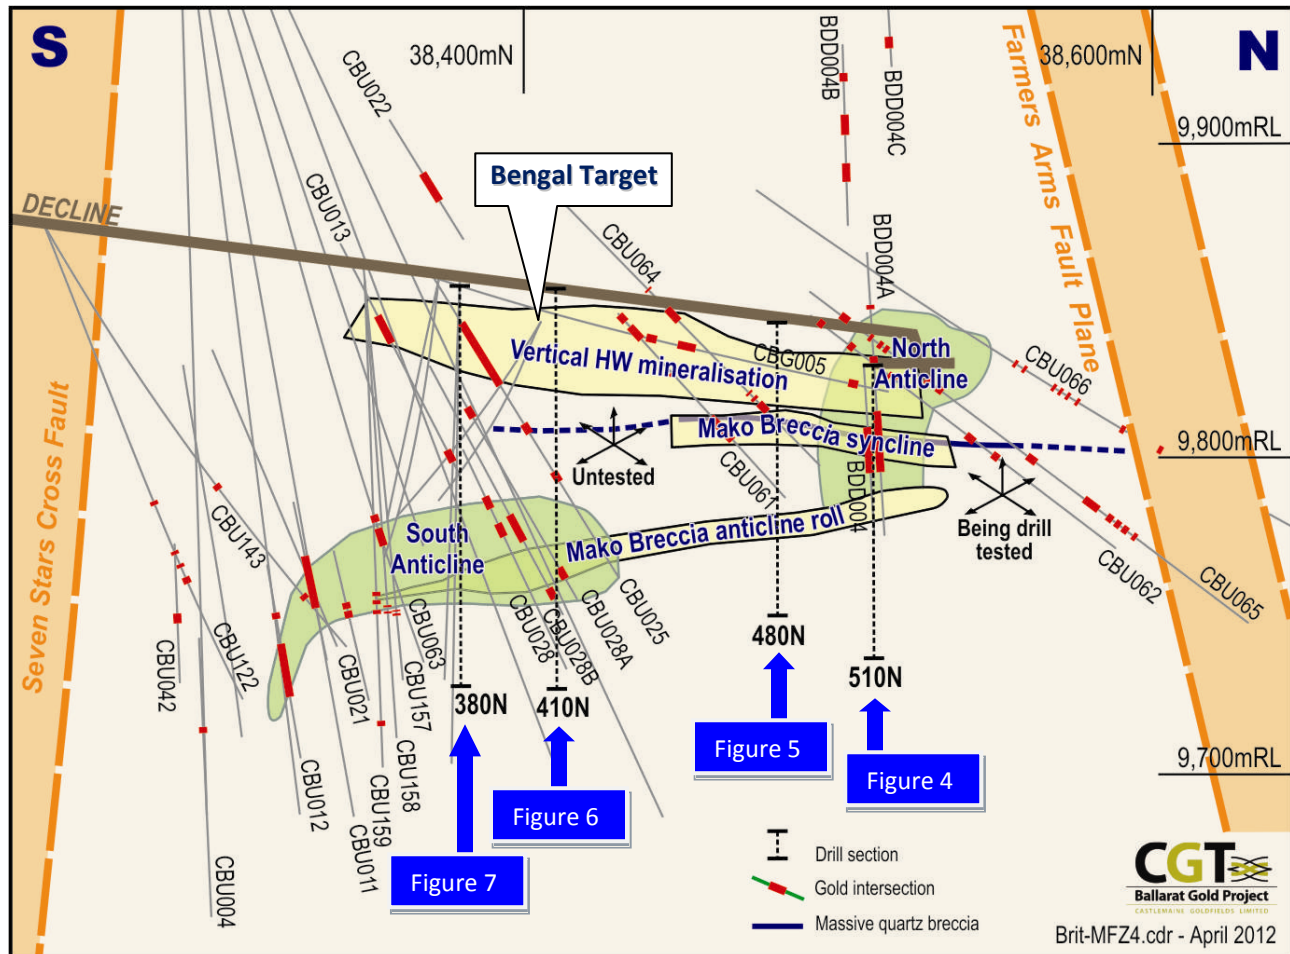 S
38,400mN
38,600mN
N
BDD004B
BDD004C
Farmers Arms Fault Plane
9,900mRL
CBU022
Bengal Target
DECLINE
CBU013
CBU064
BDD004A
Vertical HW mineralisation
CBG005
North
Anticline
CBU066
Mako Breccia syncline
9,800mRL
Untested
CBU061
BDD004
Being drill
tested
South
Anticline
Mako Breccia anticline roll
Seven Stars Cross Fault
CBU143
CBU042
CBU122
CBU021
CBU063
CBU157
CBU028
CBU028B
CBU028A
CBU025
CBU062
CBU065
380N
410N
480N
510N
CBU012
CBU011
CBU159
CBU158
CBU004
9,700mRL
Figure 5
Figure 4
Figure 6
Figure 7
Drill section
Gold intersection
Massive quartz breccia
CGT
Ballarat Gold Project
CASTLEMAINE GOLDFIELDS LIMITED
Brit-MFZ4.cdr - April 2012